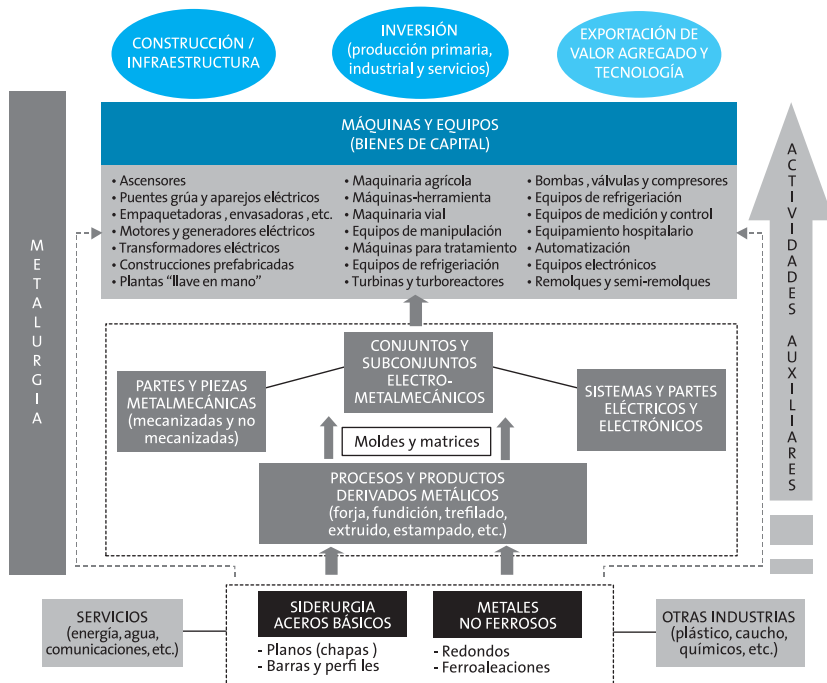 CONSTRUCCIÓN /
INFRAESTRUCTURA
INVERSIÓN
(producción primaria,
industrial y servicios)
EXPORTACIÓN DE
VALOR AGREGADO Y
TECNOLOGÍA
METALURGIA
MÁQUINAS Y EQUIPOS
(BIENES DE CAPITAL)
• Ascensores
• Puentes grúa y aparejos eléctricos
• Empaquetadoras , envasadoras , etc.
• Motores y generadores eléctricos
• Transformadores eléctricos
• Construcciones prefabricadas
• Plantas "llave en mano"
• Maquinaria agrícola
• Máquinas-herramienta
• Maquinaria vial
• Equipos de manipulación
• Máquinas para tratamiento
• Equipos de refrigeriación
• Turbinas y turboreactores
• Bombas , válvulas y compresores
• Equipos de refrigeriación
• Equipos de medición y control
• Equipamiento hospitalario
• Automatización
• Equipos electrónicos
• Remolques y semi-remolques
ACTIVIDADES AUXILIARES
CONJUNTOS Y
SUBCONJUNTOS
ELECTRO-
METALMECÁNICOS
PARTES Y PIEZAS
METALMECÁNICAS
(mecanizadas y no
mecanizadas)
SISTEMAS Y PARTES
ELÉCTRICOS Y
ELECTRÓNICOS
Moldes y matrices
PROCESOS Y PRODUCTOS
DERIVADOS METÁLICOS
(forja, fundición, trefilado,
extruido, estampado, etc.)
SERVICIOS
(energía, agua,
comunicaciones, etc.)
SIDERURGIA
ACEROS BÁSICOS
- Planos (chapas )
- Barras y perfi les
METALES
NO FERROSOS
- Redondos
- Ferroaleaciones
OTRAS INDUSTRIAS
(plástico, caucho,
químicos, etc.)